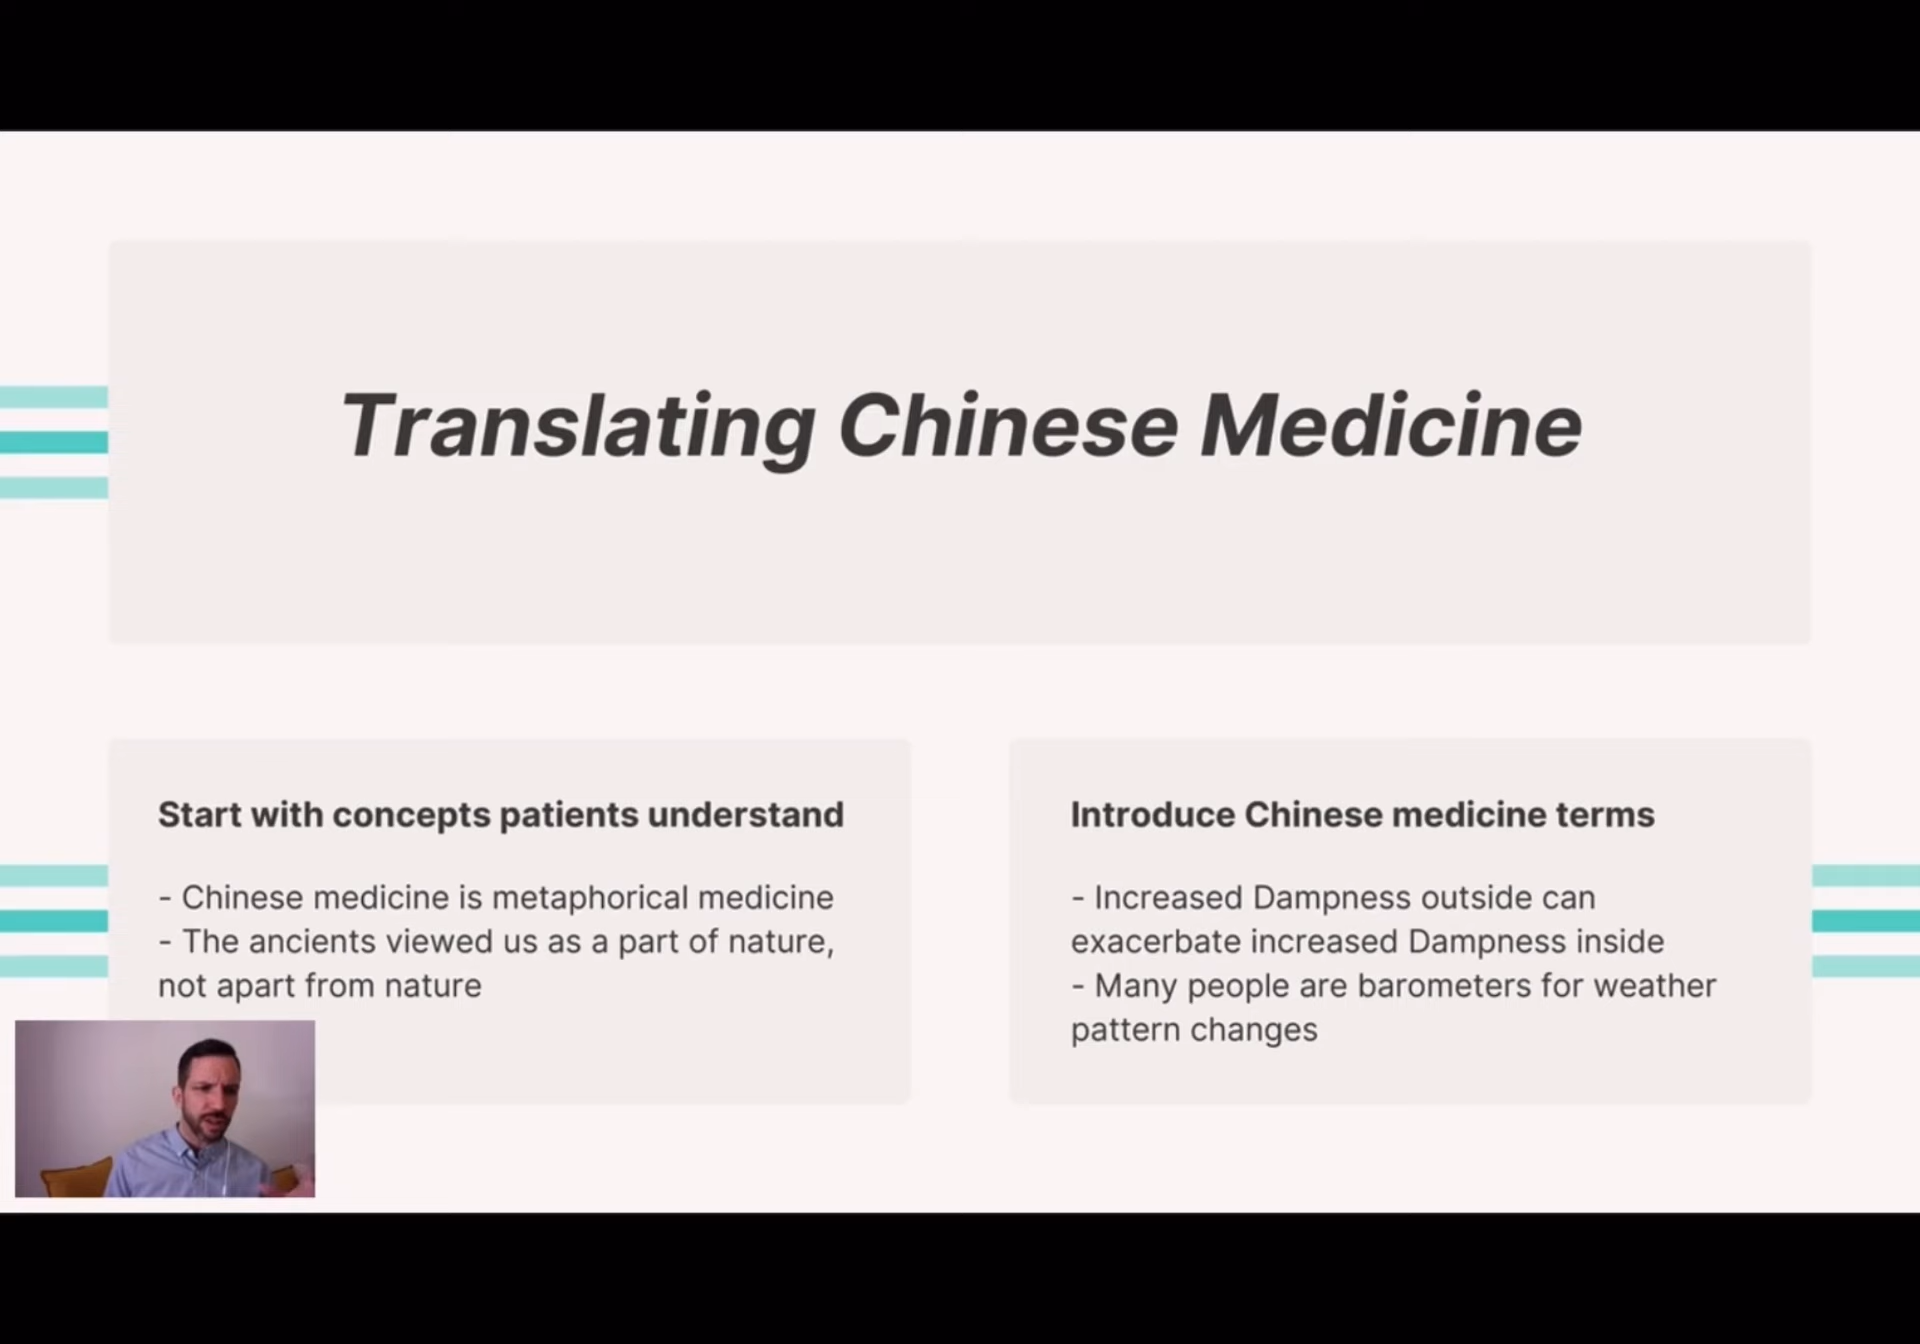 Translating Chinese Medicine
Start with concepts patients understand
- Chinese medicine is metaphorical medicine
- The ancients viewed us as a part of nature,
not apart from nature
Introduce Chinese medicine terms
- Increased Dampness outside can
exacerbate increased Dampness inside
- Many people are barometers for weather
pattern changes